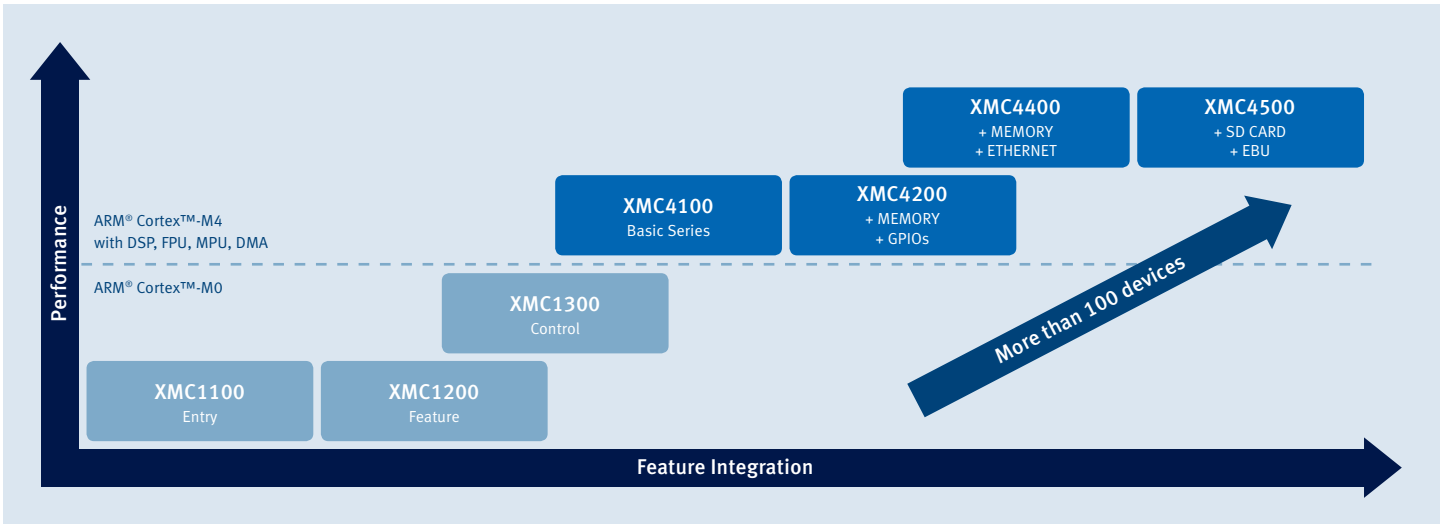 XMC4400
+ MEMORY
+ ETHERNET
XMC4500
+ SD CARD
+ EBU
XMC4100
Basic Series
XMC4200
+ MEMORY
+ GPIOs
ARM® Cortex™-M4
with DSP, FPU, MPU, DMA
ARM® Cortex™-M0
XMC1300
Control
XMC1100
Entry
XMC1200
Feature
More than 100 devices
Performance
Feature Integration